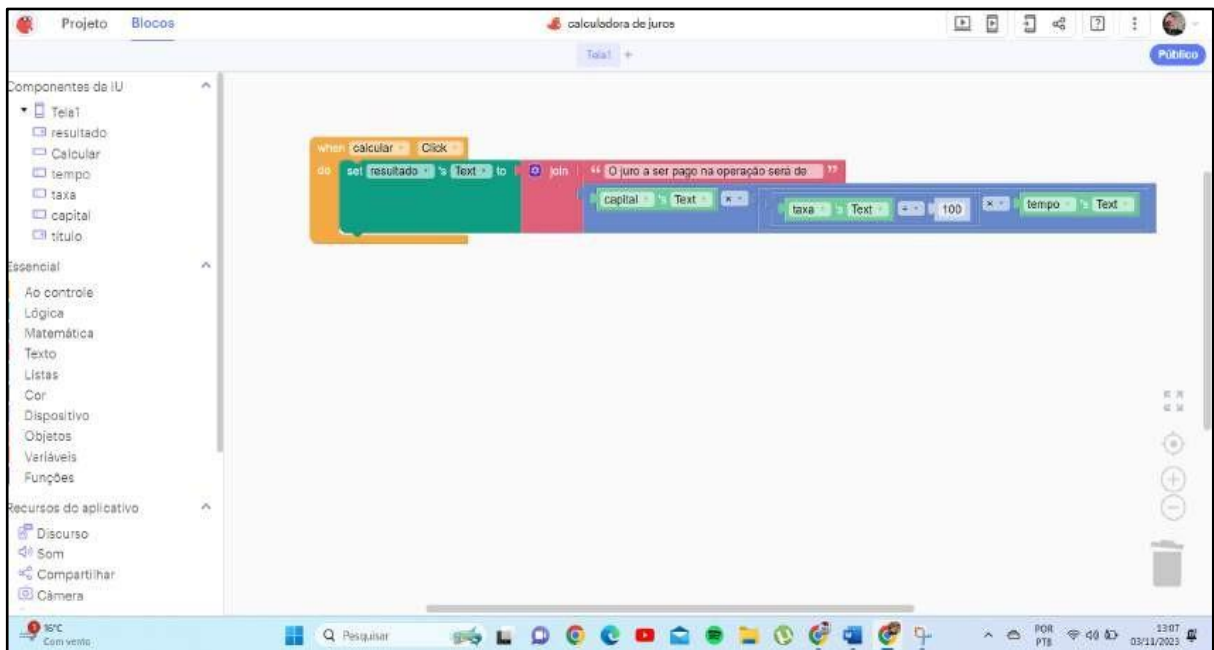 Projeto Blocos calculadora de juros
Tela1 +
Público
Componentes da IU
Tela1
resultado
Calcular
tempo
taxa
capital
título
Essencial
Ao controle
Lógica
Matemática
Texto
Listas
Cor
Dispositivo
Objetos
Variáveis
Funções
Recursos do aplicativo
Discurso
Som
Compartilhar
Câmera
when calcular Click
do set resultado 's Text to join “ O juro a ser pago na operação será de ”
capital 's Text × taxa 's Text ÷ 100 × tempo 's Text
16°C
Com vento
Pesquisar
POR
PTB
13:07
03/11/2023